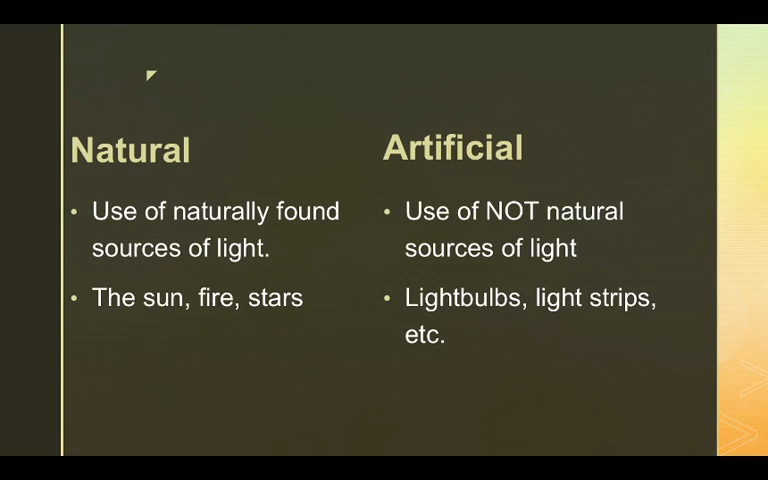 Natural
• Use of naturally found
sources of light.
• The sun, fire, stars
Artificial
• Use of NOT natural
sources of light
• Lightbulbs, light strips,
etc.